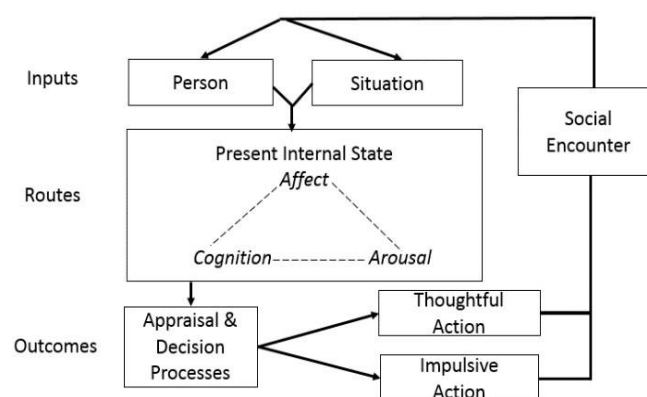 Inputs
Person
Situation
Social
Encounter
Routes
Present Internal State
Affect
Cognition
Arousal
Outcomes
Appraisal &
Decision
Processes
Thoughtful
Action
Impulsive
Action